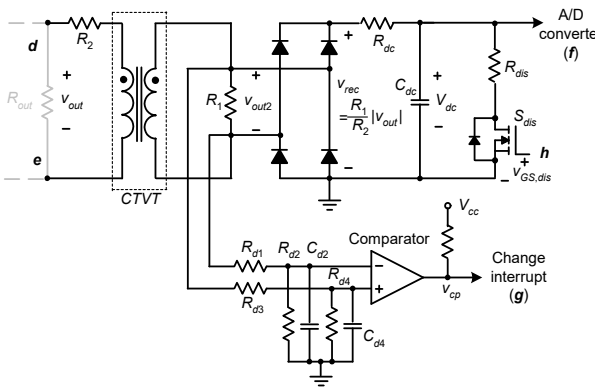 d
R2
Rout
+
vout
−
e
CTVT
R1
+
vout2
−
+
vrec
= R1/R2 |vout|
−
Rdc
Cdc
+
Vdc
−
A/D
converter
(f)
Rdis
Sdis
h
+
vGS,dis
−
Vcc
Comparator
Rd1
Rd2
Cd2
−
Rd3
Rd4
+
Cd4
vcp
Change
interrupt
(g)